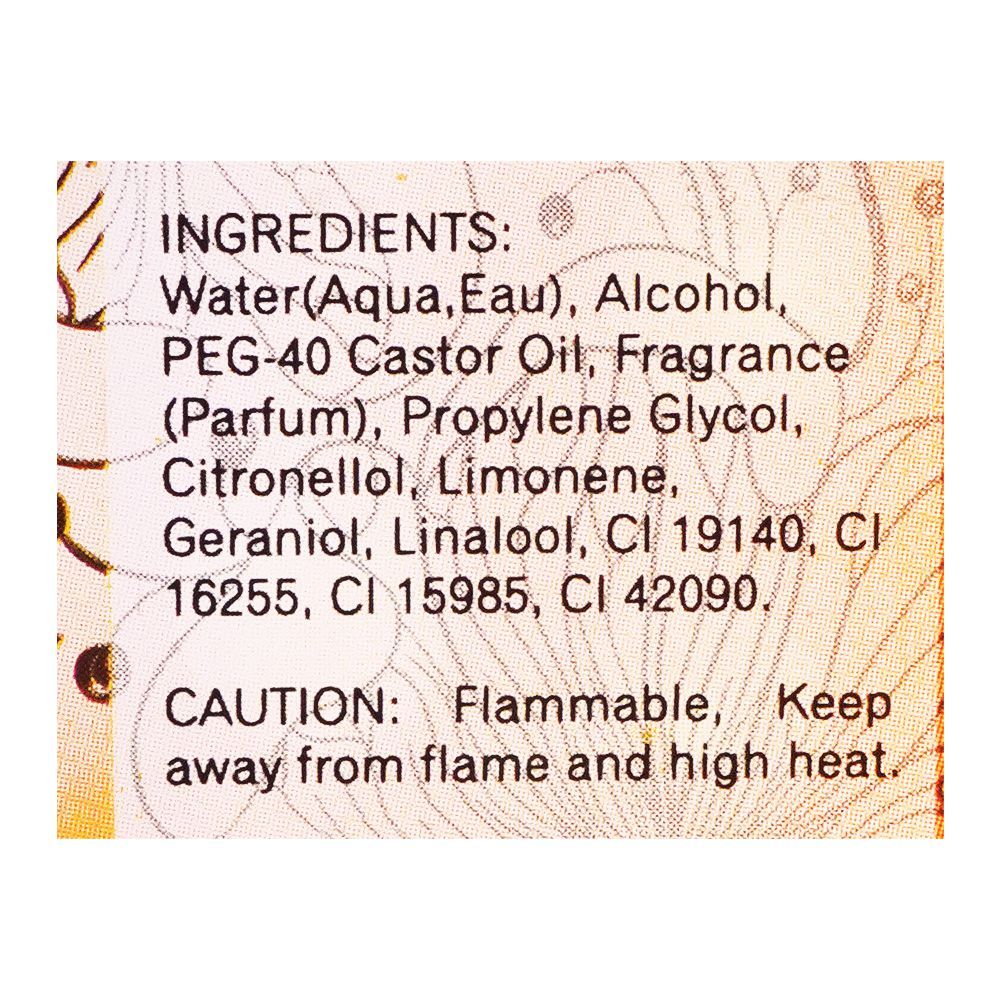 INGREDIENTS:
Water(Aqua,Eau), Alcohol,
PEG-40 Castor Oil, Fragrance
(Parfum), Propylene Glycol,
Citronellol, Limonene,
Geraniol, Linalool, CI 19140, CI
16255, CI 15985, CI 42090.
CAUTION: Flammable, Keep
away from flame and high heat.